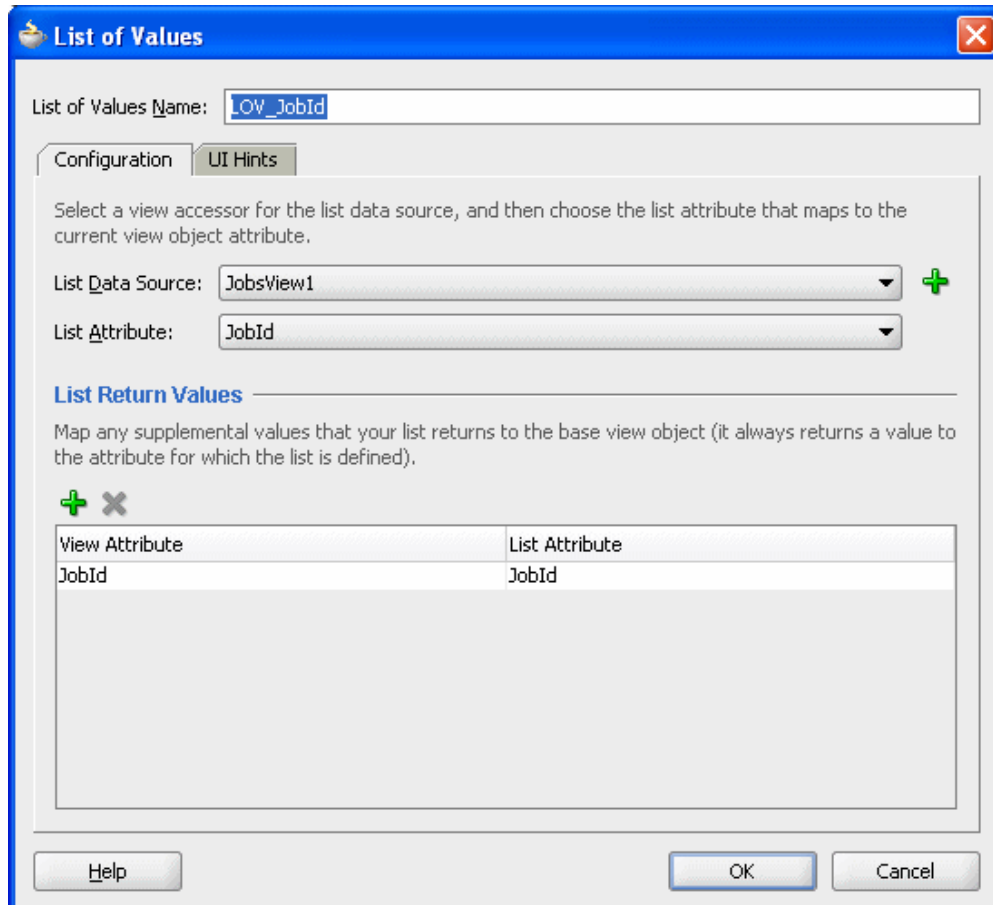 List of Values
List of Values Name: LOV_JobId
Configuration UI Hints
Select a view accessor for the list data source, and then choose the list attribute that maps to the
current view object attribute.
List Data Source: JobsView1
List Attribute: JobId
List Return Values
Map any supplemental values that your list returns to the base view object (it always returns a value to
the attribute for which the list is defined).
View Attribute List Attribute
JobId JobId
Help OK Cancel